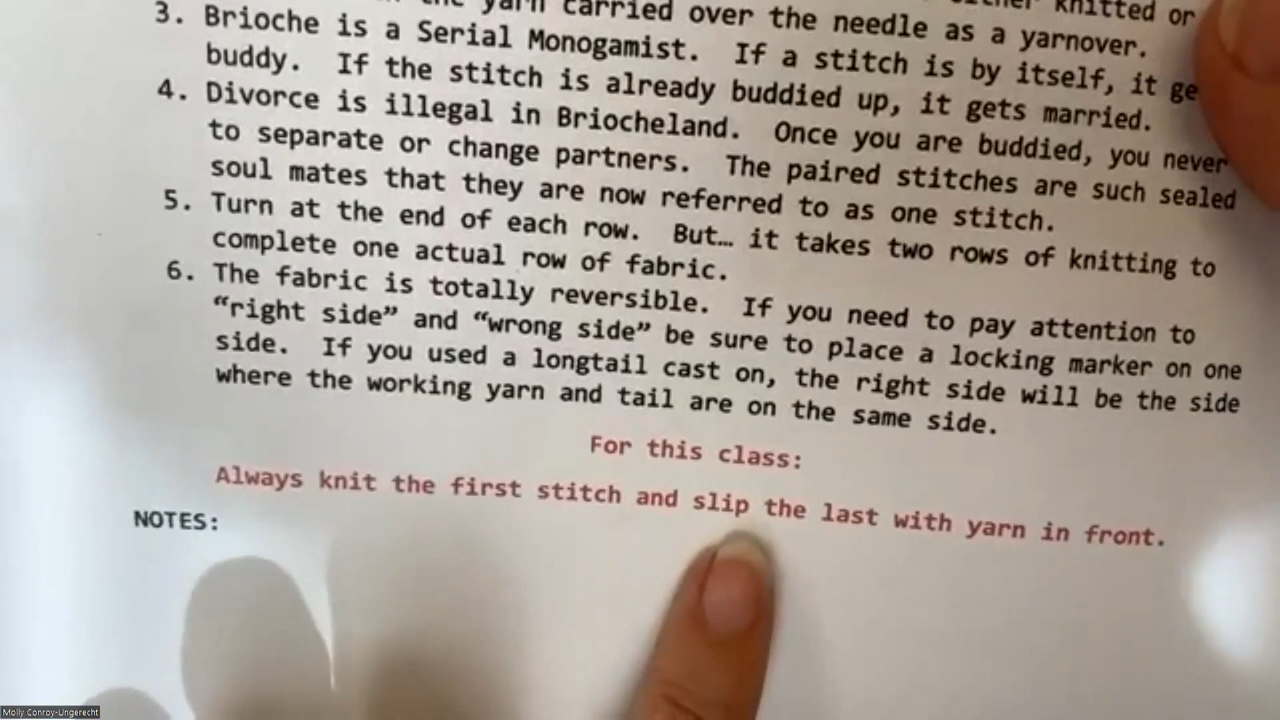 yarn carried over the needle as a yarnover. knitted or
3. Brioche is a Serial Monogamist. If a stitch is by itself, it ge
buddy. If the stitch is already buddied up, it gets married.
4. Divorce is illegal in Briocheland. Once you are buddied, you never
to separate or change partners. The paired stitches are such sealed
soul mates that they are now referred to as one stitch.
5. Turn at the end of each row. But… it takes two rows of knitting to
complete one actual row of fabric.
6. The fabric is totally reversible. If you need to pay attention to
“right side” and “wrong side” be sure to place a locking marker on one
side. If you used a longtail cast on, the right side will be the side
where the working yarn and tail are on the same side.
For this class:
Always knit the first stitch and slip the last with yarn in front.
NOTES:
Molly Conroy-Ungerecht